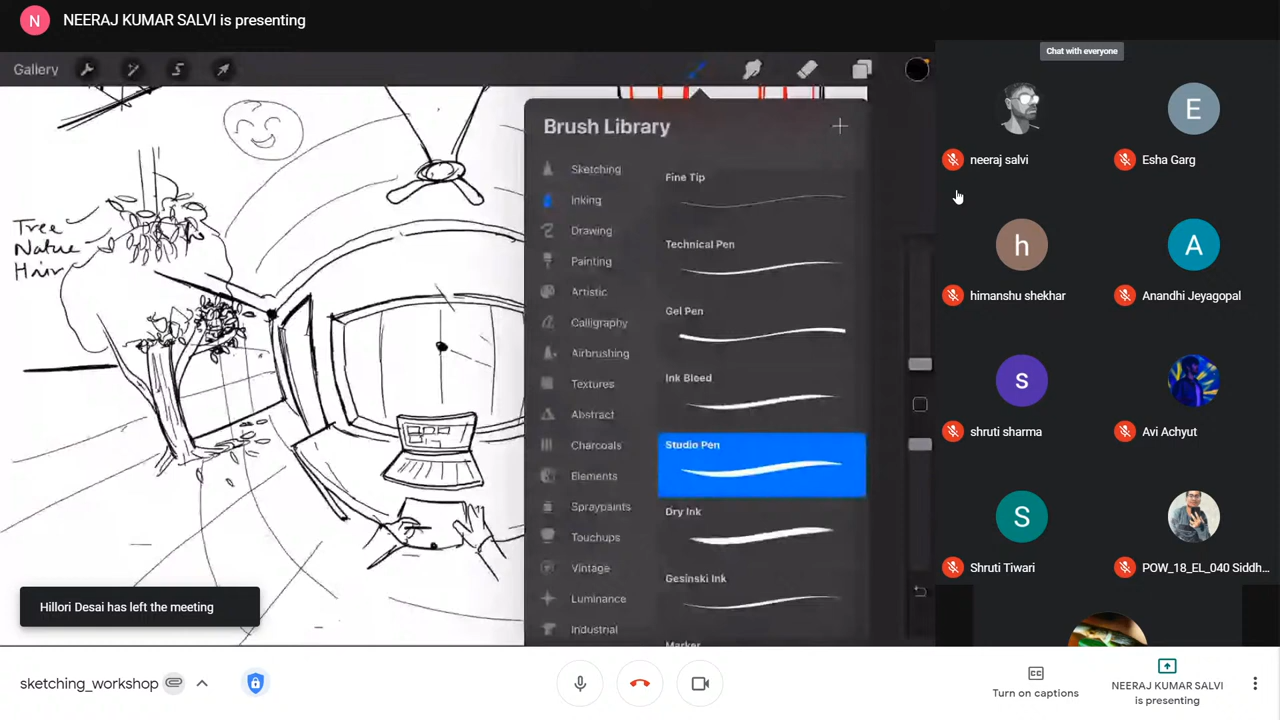 N
NEERAJ KUMAR SALVI is presenting
Chat with everyone
Gallery
Brush Library
Sketching
Inking
Drawing
Painting
Artistic
Calligraphy
Airbrushing
Textures
Abstract
Charcoals
Elements
Spraypaints
Touchups
Vintage
Luminance
Industrial
Fine Tip
Technical Pen
Gel Pen
Ink Bleed
Studio Pen
Dry Ink
Gesinski Ink
Marker
Tree
Nature
Hair
neeraj salvi
E
Esha Garg
h
himanshu shekhar
A
Anandhi Jeyagopal
s
shruti sharma
Avi Achyut
S
Shruti Tiwari
POW_18_EL_040 Siddh...
Hillori Desai has left the meeting
sketching_workshop
CC
Turn on captions
NEERAJ KUMAR SALVI
is presenting